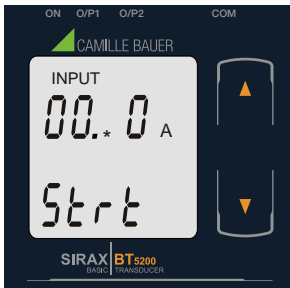 ON O/P1 O/P2 COM
CAMILLE BAUER
INPUT
00.* 0 A
Strt
SIRAX BT5200
BASIC TRANSDUCER